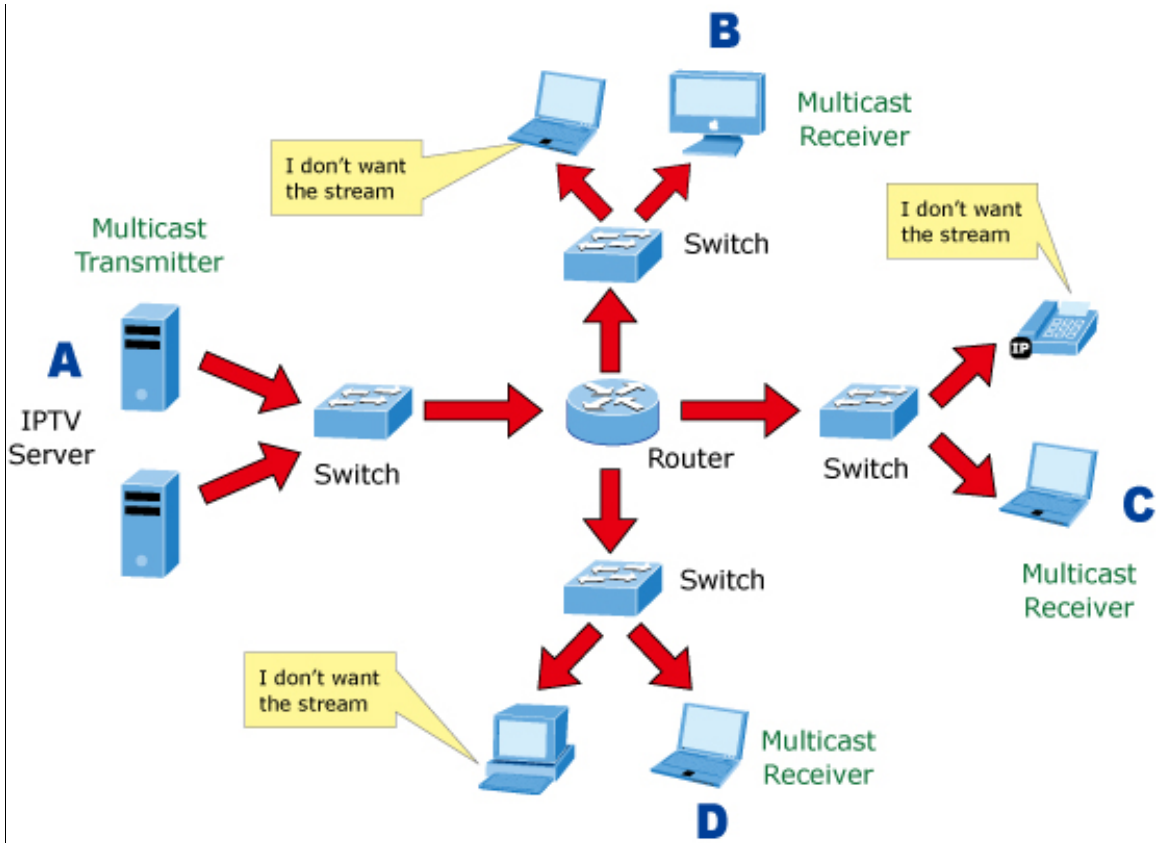 B
Multicast
Receiver
I don't want
the stream
Switch
I don't want
the stream
Multicast
Transmitter
A
IPTV
Server
Switch
Router
Switch
IP
C
Multicast
Receiver
Switch
I don't want
the stream
Multicast
Receiver
D